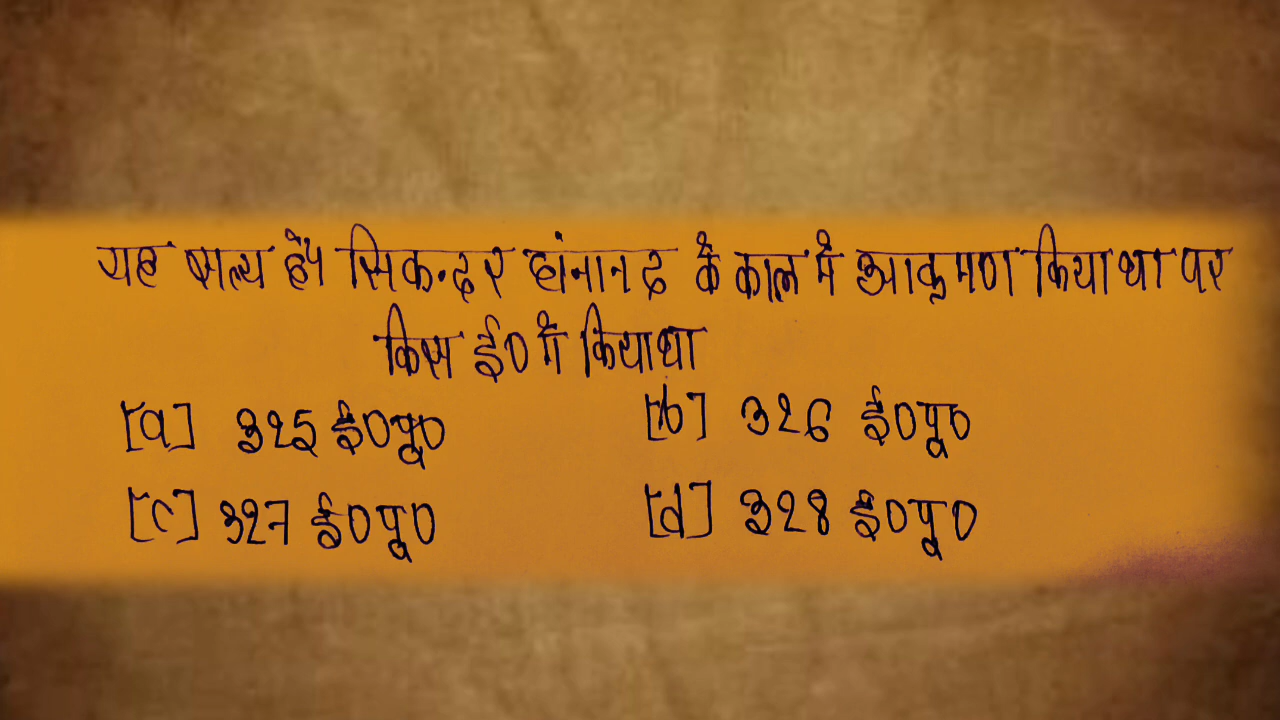 यह सत्य हैं सिकन्दर घनानन्द के काल में आक्रमण किया था पर
किस ई० में किया था
[a] 325 ई०पू० [b] 326 ई०पू०
[c] 327 ई०पू० [d] 328 ई०पू०